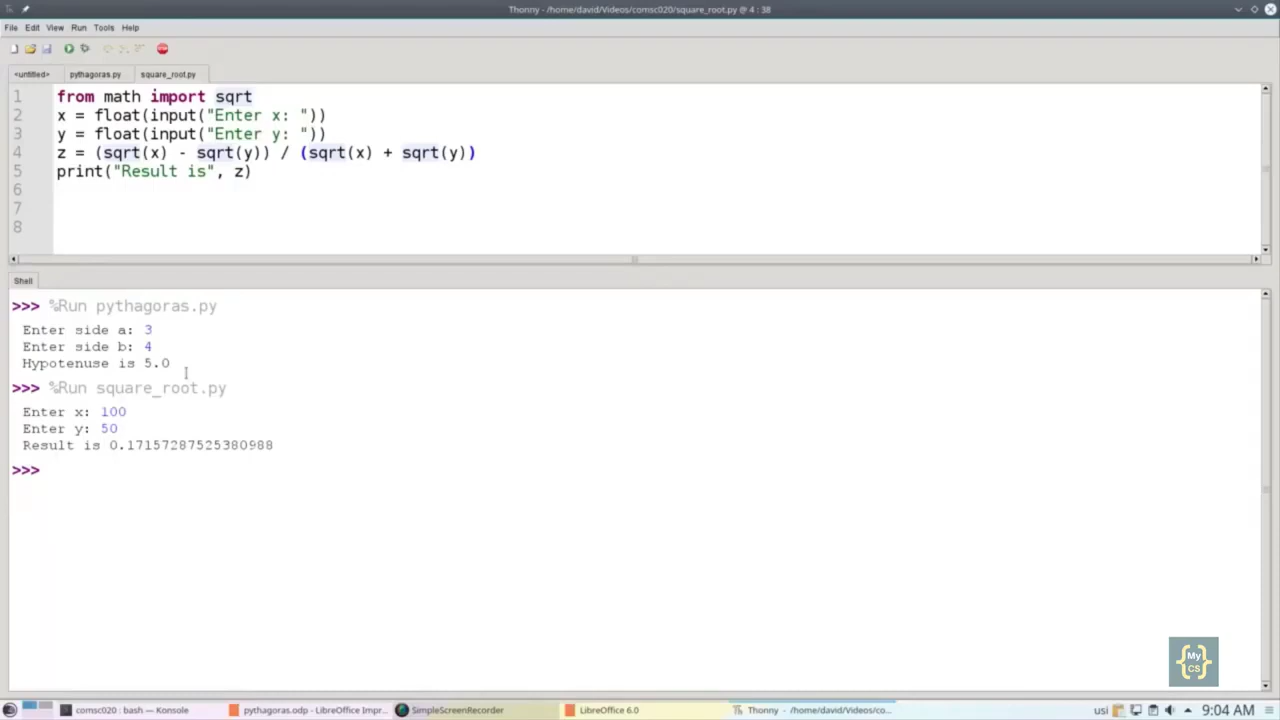 Thonny - /home/david/Videos/comsc020/square_root.py @ 4 : 38
File Edit View Run Tools Help
STOP
<untitled> pythagoras.py square_root.py
1 from math import sqrt
2 x = float(input("Enter x: "))
3 y = float(input("Enter y: "))
4 z = (sqrt(x) - sqrt(y)) / (sqrt(x) + sqrt(y))
5 print("Result is", z)
6
7
8
Shell
>>> %Run pythagoras.py
Enter side a: 3
Enter side b: 4
Hypotenuse is 5.0
>>> %Run square_root.py
Enter x: 100
Enter y: 50
Result is 0.17157287525380988
>>>
{My CS}
comsc020 : bash — Konsole pythagoras.odp - LibreOffice Impr... SimpleScreenRecorder LibreOffice 6.0 Thonny - /home/david/Videos/co... usi 9:04 AM